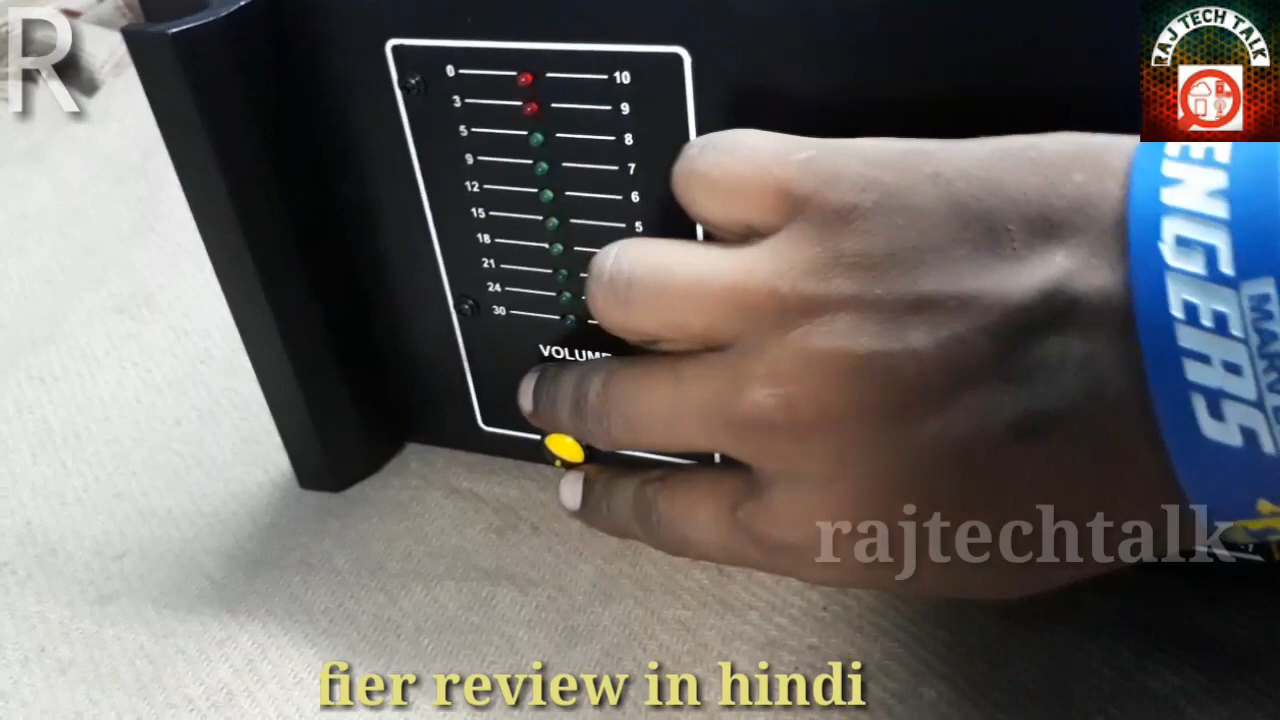 R
RAJ TECH TALK
0 10
3 9
5 8
9 7
12 6
15 5
18
21
24
30
VOLUME
ENGERS
rajtechtalk
fier review in hindi